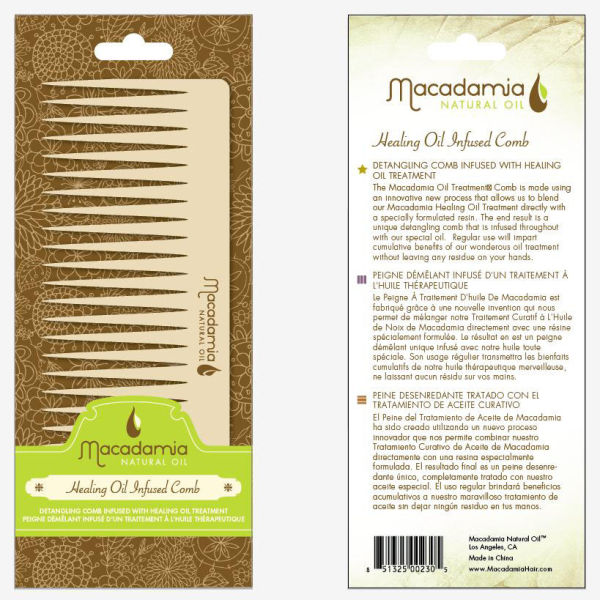 Macadamia
NATURAL OIL
Macadamia
NATURAL OIL
Healing Oil Infused Comb
DETANGLING COMB INFUSED WITH HEALING OIL TREATMENT
PEIGNE DÉMÊLANT INFUSÉ D'UN TRAITEMENT À L'HUILE THÉRAPEUTIQUE
Macadamia
NATURAL OIL
Healing Oil Infused Comb
DETANGLING COMB INFUSED WITH HEALING
OIL TREATMENT
The Macadamia Oil Treatment® Comb is made using
an innovative new process that allows us to blend
our Macadamia Healing Oil Treatment directly with
a specially formulated resin. The end result is a
unique detangling comb that is infused throughout
with our special oil. Regular use will impart
cumulative benefits of our wonderous oil treatment
without leaving any residue on your hands.
PEIGNE DÉMÊLANT INFUSÉ D'UN TRAITEMENT À
L'HUILE THÉRAPEUTIQUE
Le Peigne À Traitement D'huile De Macadamia est
fabriqué grâce à une nouvelle invention qui nous
permet de mélanger notre Traitement Curatif à L'Huile
de Noix de Macadamia directement avec une résine
spécialement formulée. Le résultat en est un peigne
démêlant unique infusé avec notre huile toute
spéciale. Son usage régulier transmettra les bienfaits
cumulatifs de notre huile thérapeutique merveilleuse,
ne laissant aucun résidu sur vos mains.
PEINE DESENREDANTE TRATADO CON EL
TRATAMIENTO DE ACEITE CURATIVO
El Peine del Tratamiento de Aceite de Macadamia
ha sido creado utilizando un nuevo proceso
innovador que nos permite combinar nuestro
Tratamiento Curativo de Aceite de Macadamia
directamente con una resina especialmente
formulada. El resultado final es un peine desenre-
dante único, completamente tratado con nuestro
aceite especial. El uso regular brindará beneficios
acumulativos a nuestro maravilloso tratamiento de
aceite sin dejar ningún residuo en tus manos.
8 51325 00230 5
Macadamia Natural Oil™
Los Angeles, CA
Made in China
www.MacadamiaHair.com